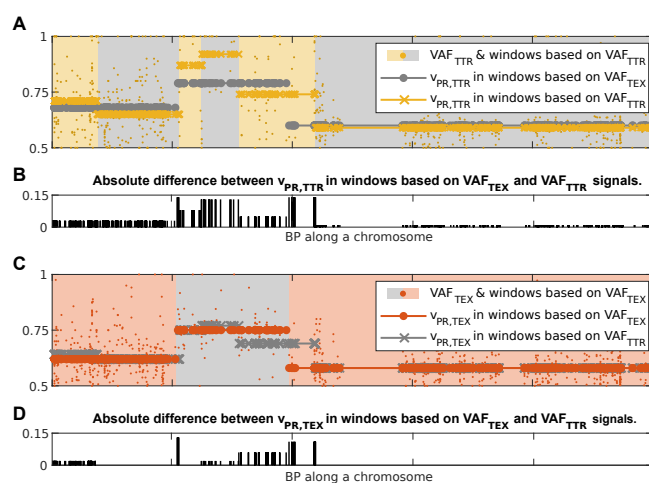 A
1
0.75
0.5
VAF_TTR & windows based on VAF_TTR
v_PR,TTR in windows based on VAF_TEX
v_PR,TTR in windows based on VAF_TTR
B
Absolute difference between v_PR,TTR in windows based on VAF_TEX and VAF_TTR signals.
0.15
0
BP along a chromosome
C
1
0.75
0.5
VAF_TEX & windows based on VAF_TEX
v_PR,TEX in windows based on VAF_TEX
v_PR,TEX in windows based on VAF_TTR
D
Absolute difference between v_PR,TEX in windows based on VAF_TEX and VAF_TTR signals.
0.15
0
BP along a chromosome